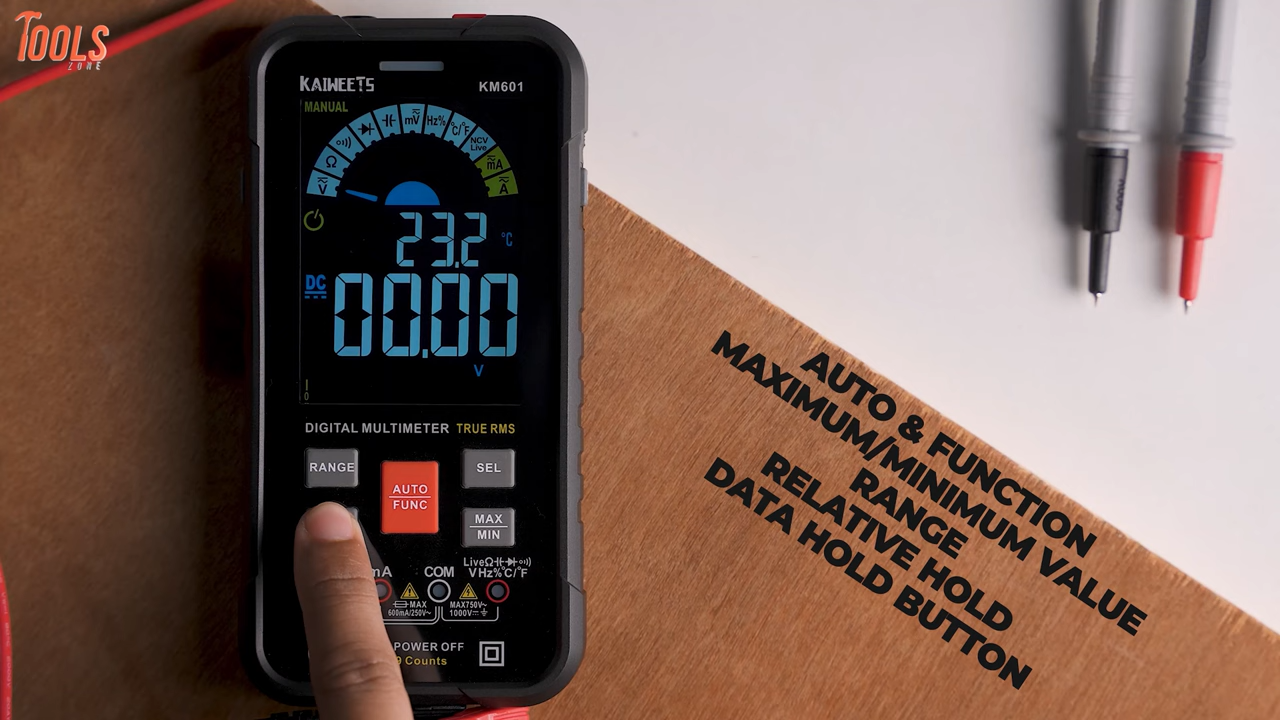 TOOLS
ZONE
KAIWEETS
KM601
MANUAL
mV
Hz%
°C/°F
Ω
NCV
Live
mA
V
A
23.2 °C
DC
00.00
V
DIGITAL MULTIMETER TRUE RMS
RANGE
SEL
AUTO
FUNC
MAX
MIN
mA
COM
LiveΩ
VHz%°C/°F
MAX
600mA/250V~
MAX750V~
1000V
POWER OFF
9 Counts
AUTO & FUNCTION
MAXIMUM/MINIMUM VALUE
RANGE
RELATIVE HOLD
DATA HOLD BUTTON